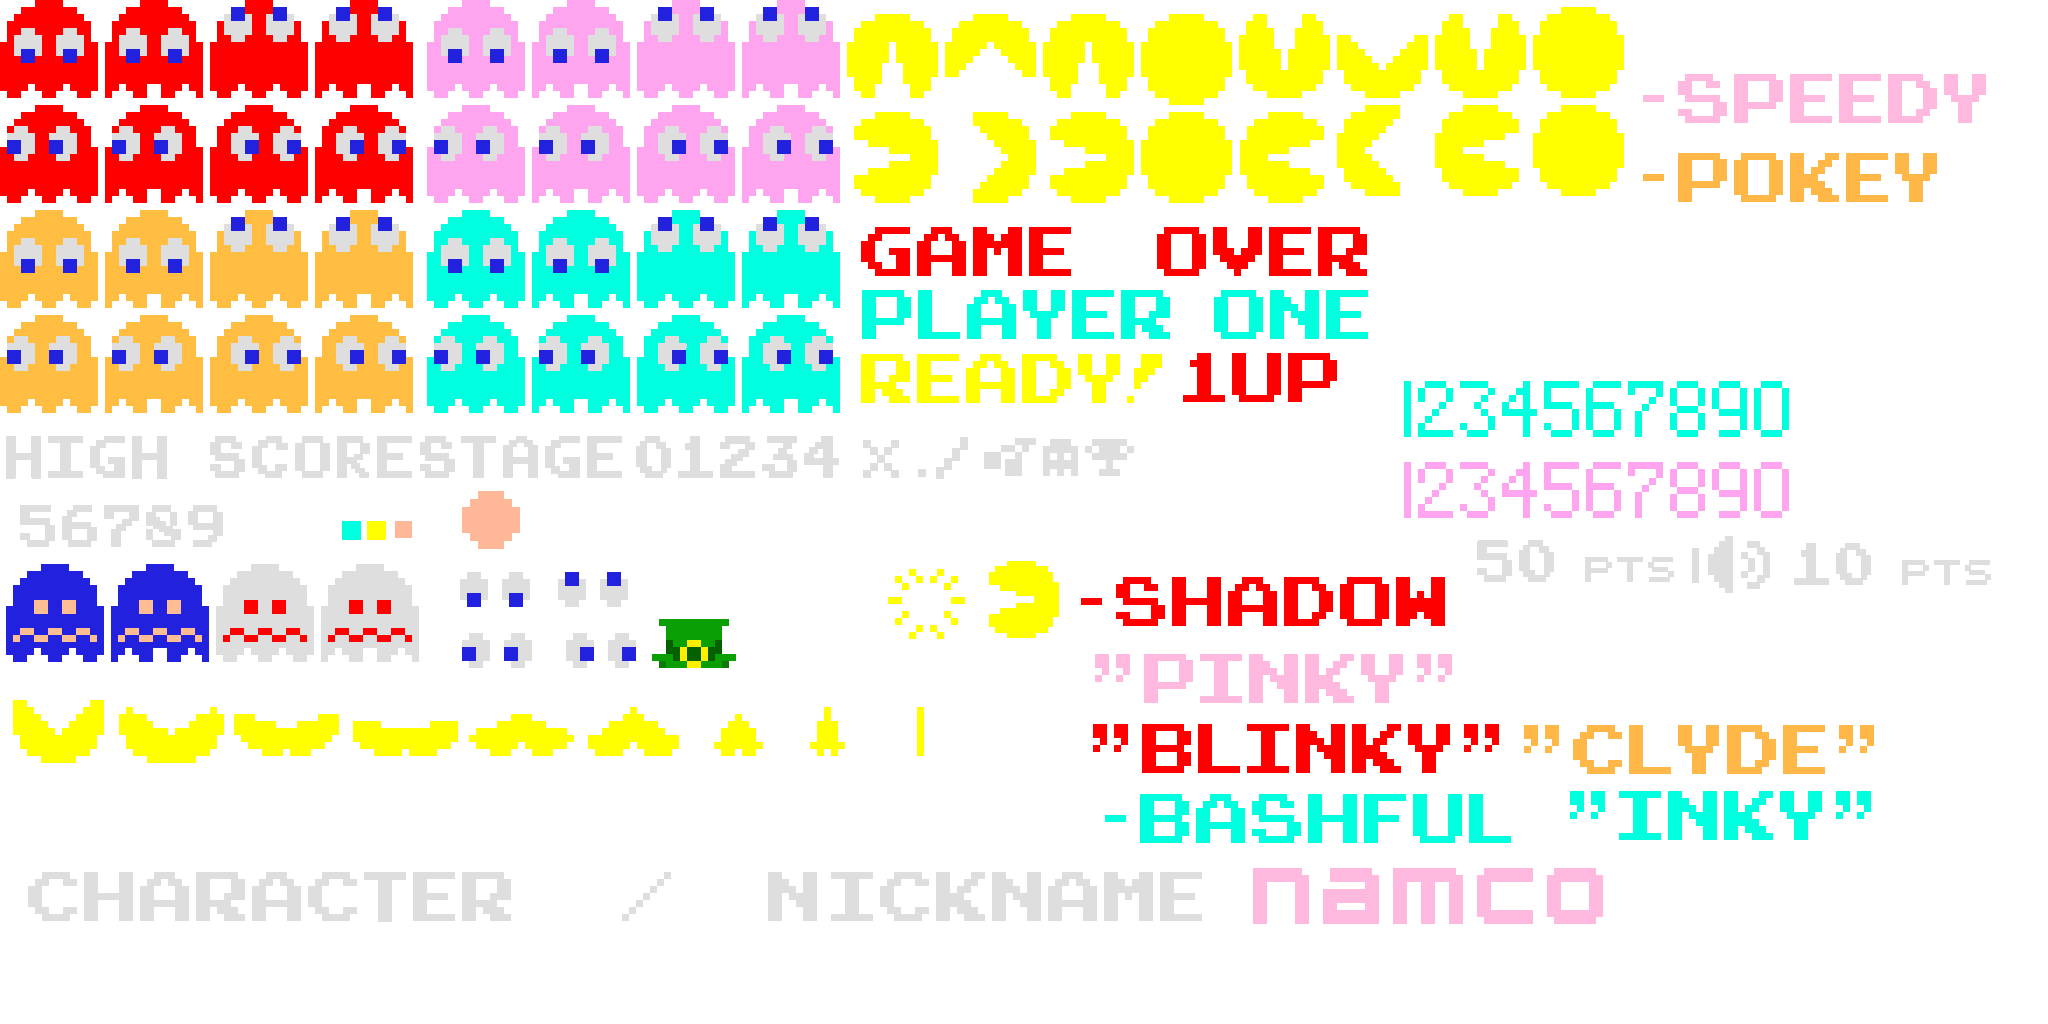 -SPEEDY
-POKEY
GAME OVER
PLAYER ONE
READY! 1UP
1234567890
HIGH SCORESTAGE01234 X ./
1234567890
56789
50 PTS 10 PTS
-SHADOW
"PINKY"
"BLINKY" "CLYDE"
-BASHFUL "INKY"
CHARACTER / NICKNAME namco